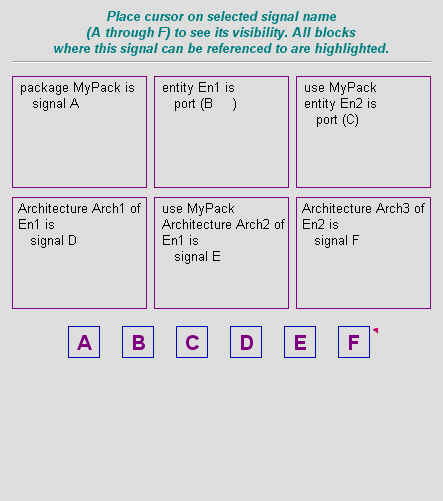 Place cursor on selected signal name
(A through F) to see its visibility. All blocks
where this signal can be referenced to are highlighted.
package MyPack is
signal A
entity En1 is
port (B )
use MyPack
entity En2 is
port (C)
Architecture Arch1 of
En1 is
signal D
use MyPack
Architecture Arch2 of
En1 is
signal E
Architecture Arch3 of
En2 is
signal F
A B C D E F